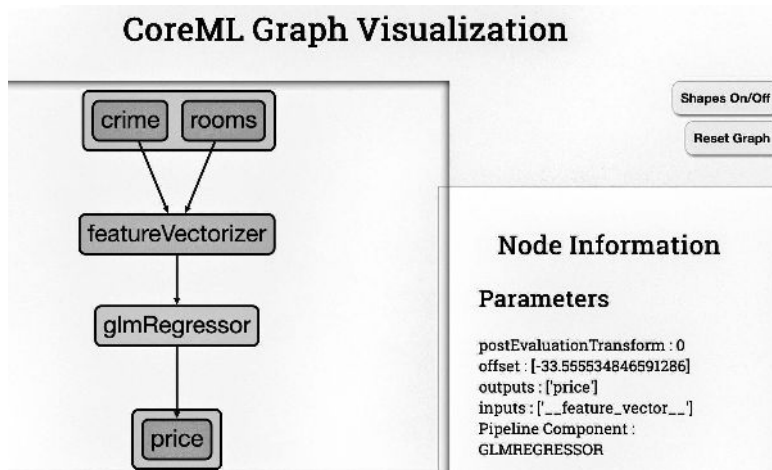 CoreML Graph Visualization
crime rooms
featureVectorizer
glmRegressor
price
Shapes On/Off
Reset Graph
Node Information
Parameters
postEvaluationTransform : 0
offset : [-33.555534846591286]
outputs : ['price']
inputs : ['__feature_vector__']
Pipeline Component :
GLMREGRESSOR